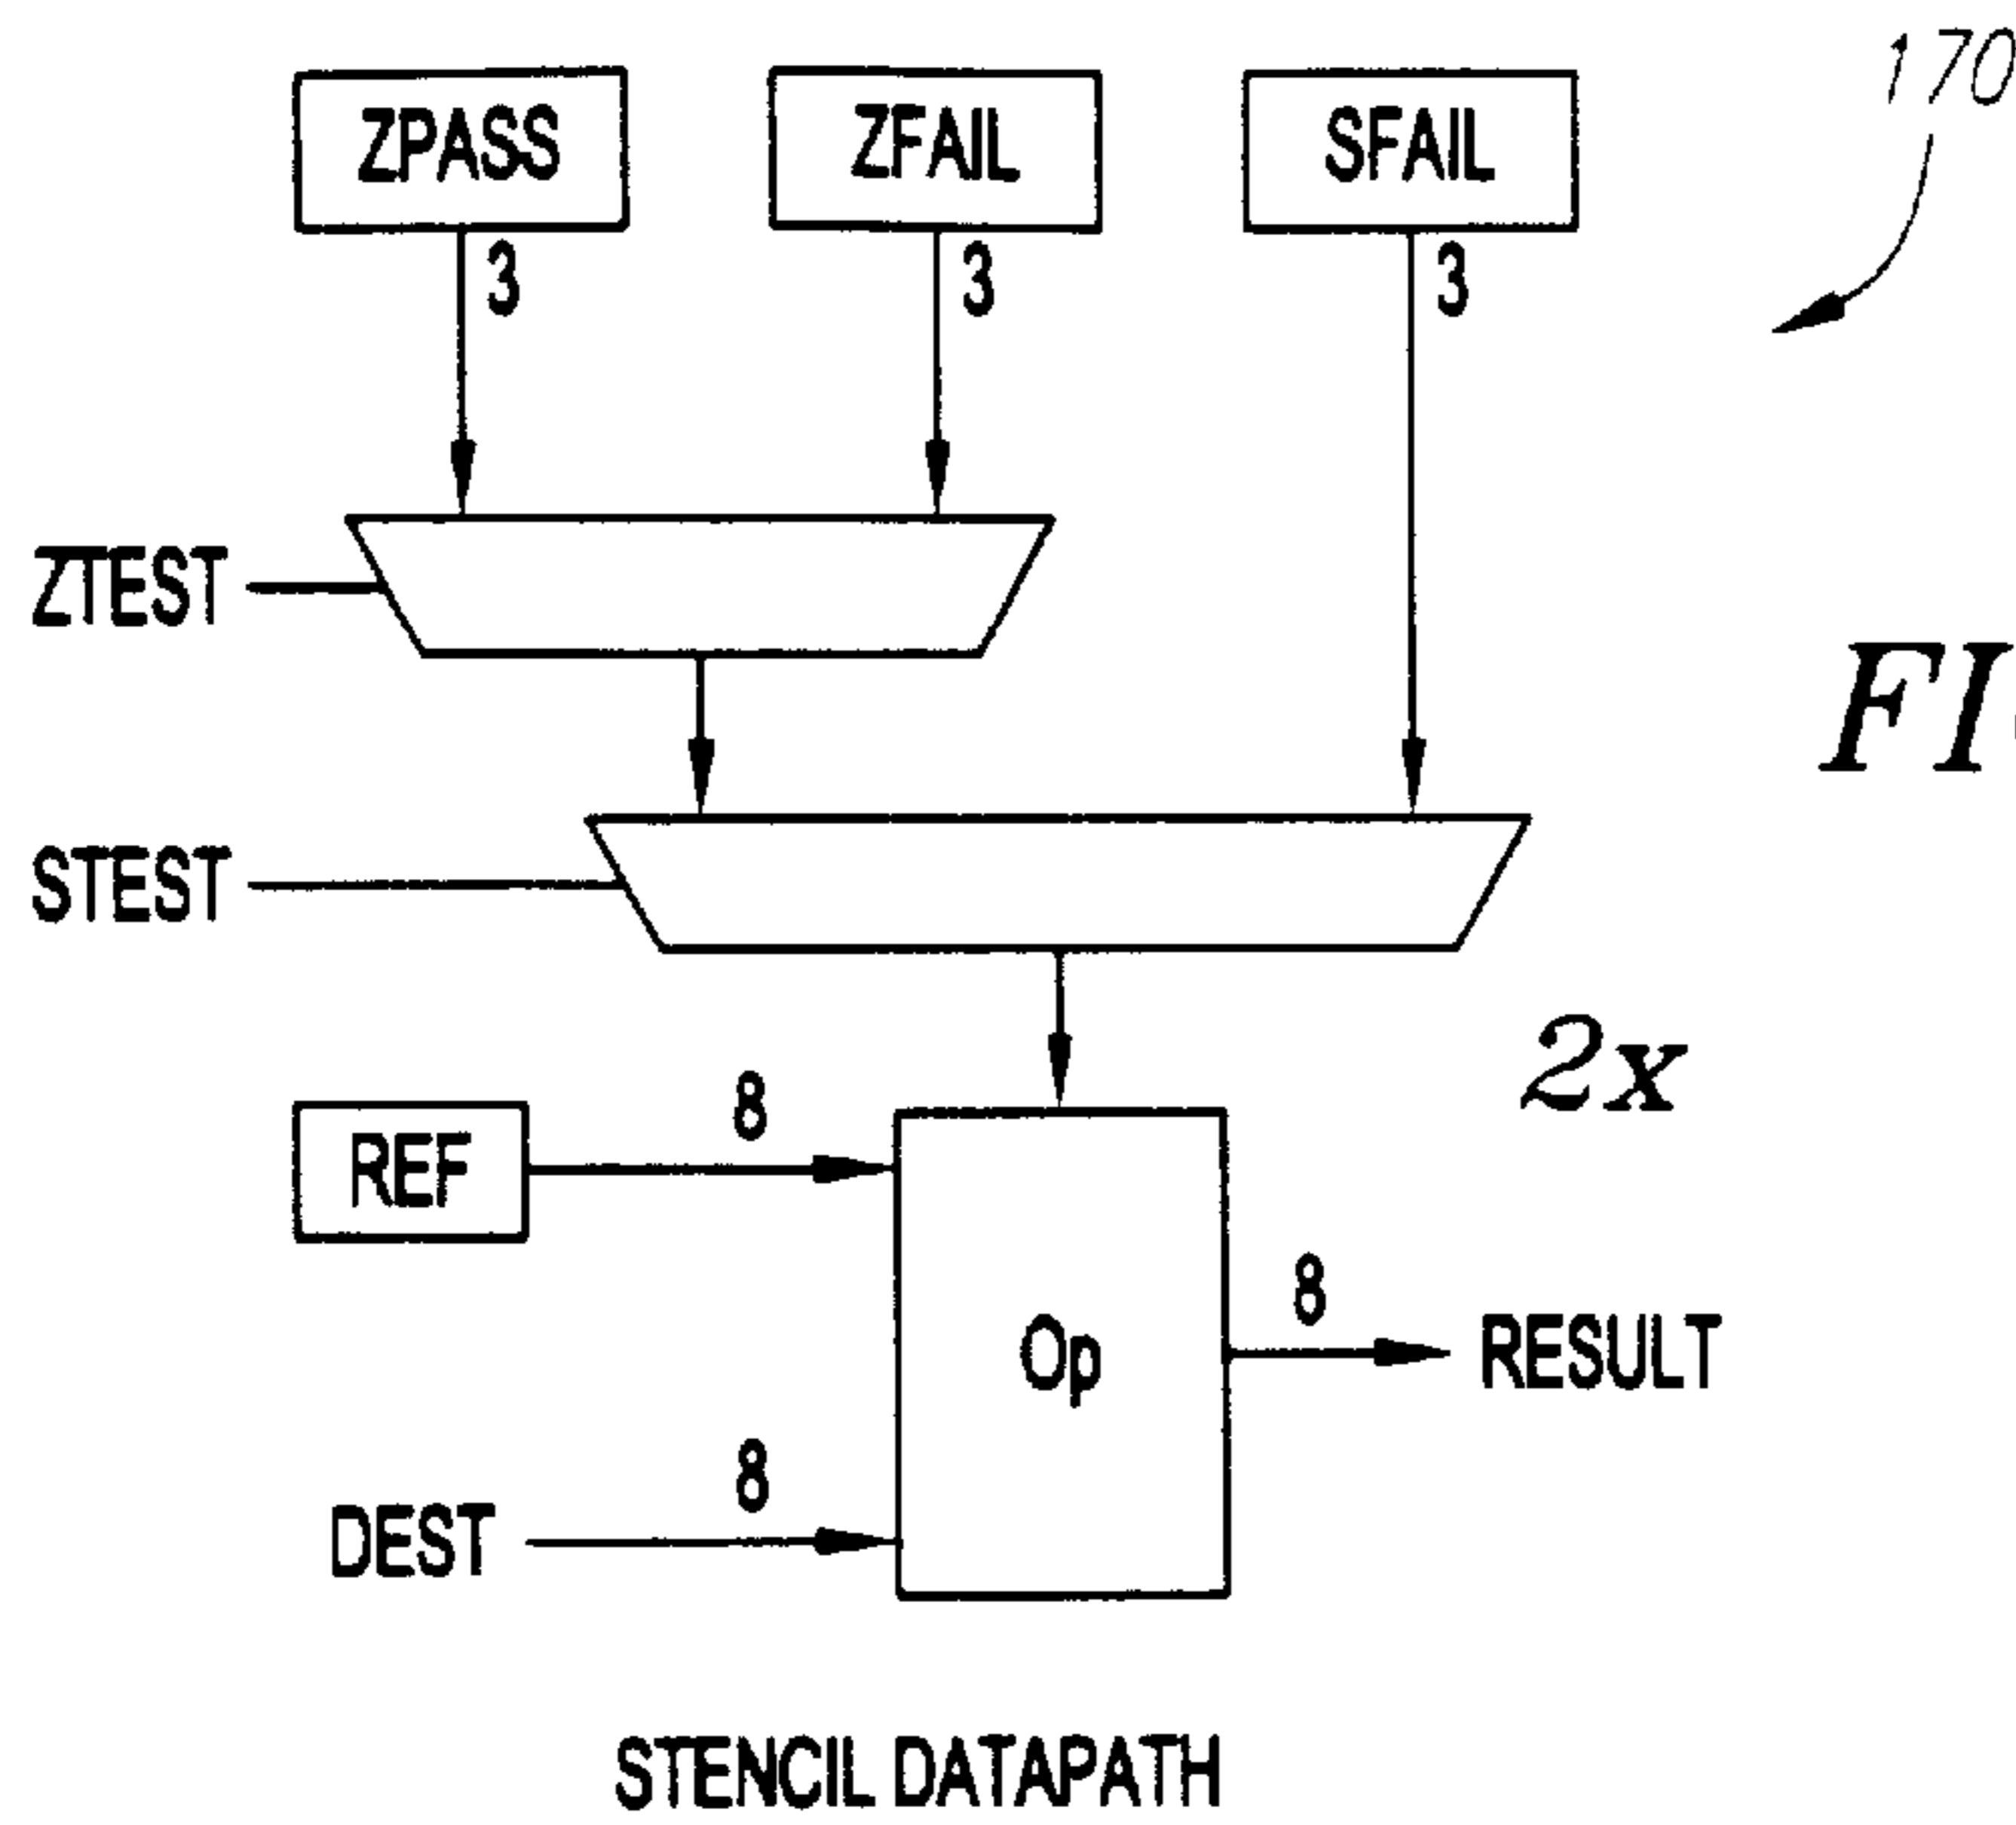 170
ZPASS
ZFAIL
SFAIL
3
3
3
ZTEST
FI
STEST
2x
REF
8
Op
8
RESULT
DEST
8
STENCIL DATAPATH